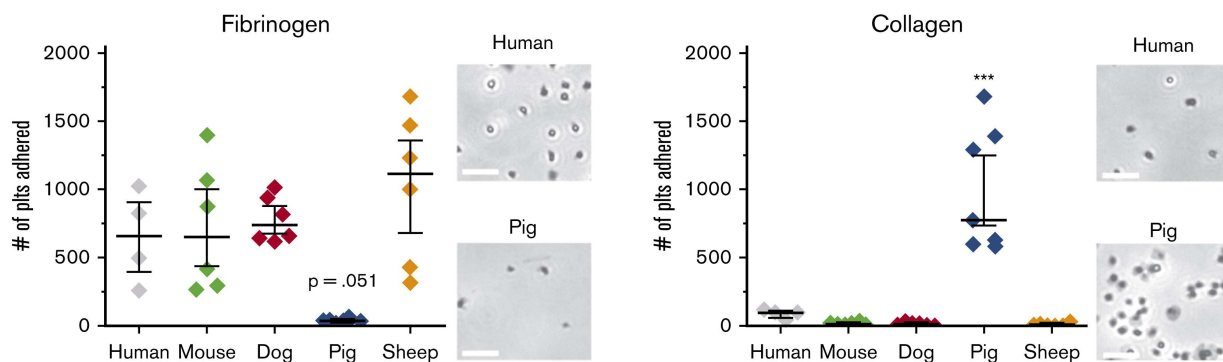 Fibrinogen
# of plts adhered
2000
1500
1000
500
0
p = .051
Human
Mouse
Dog
Pig
Sheep
Human
Pig
Collagen
# of plts adhered
2000
1500
1000
500
0
***
Human
Mouse
Dog
Pig
Sheep
Human
Pig